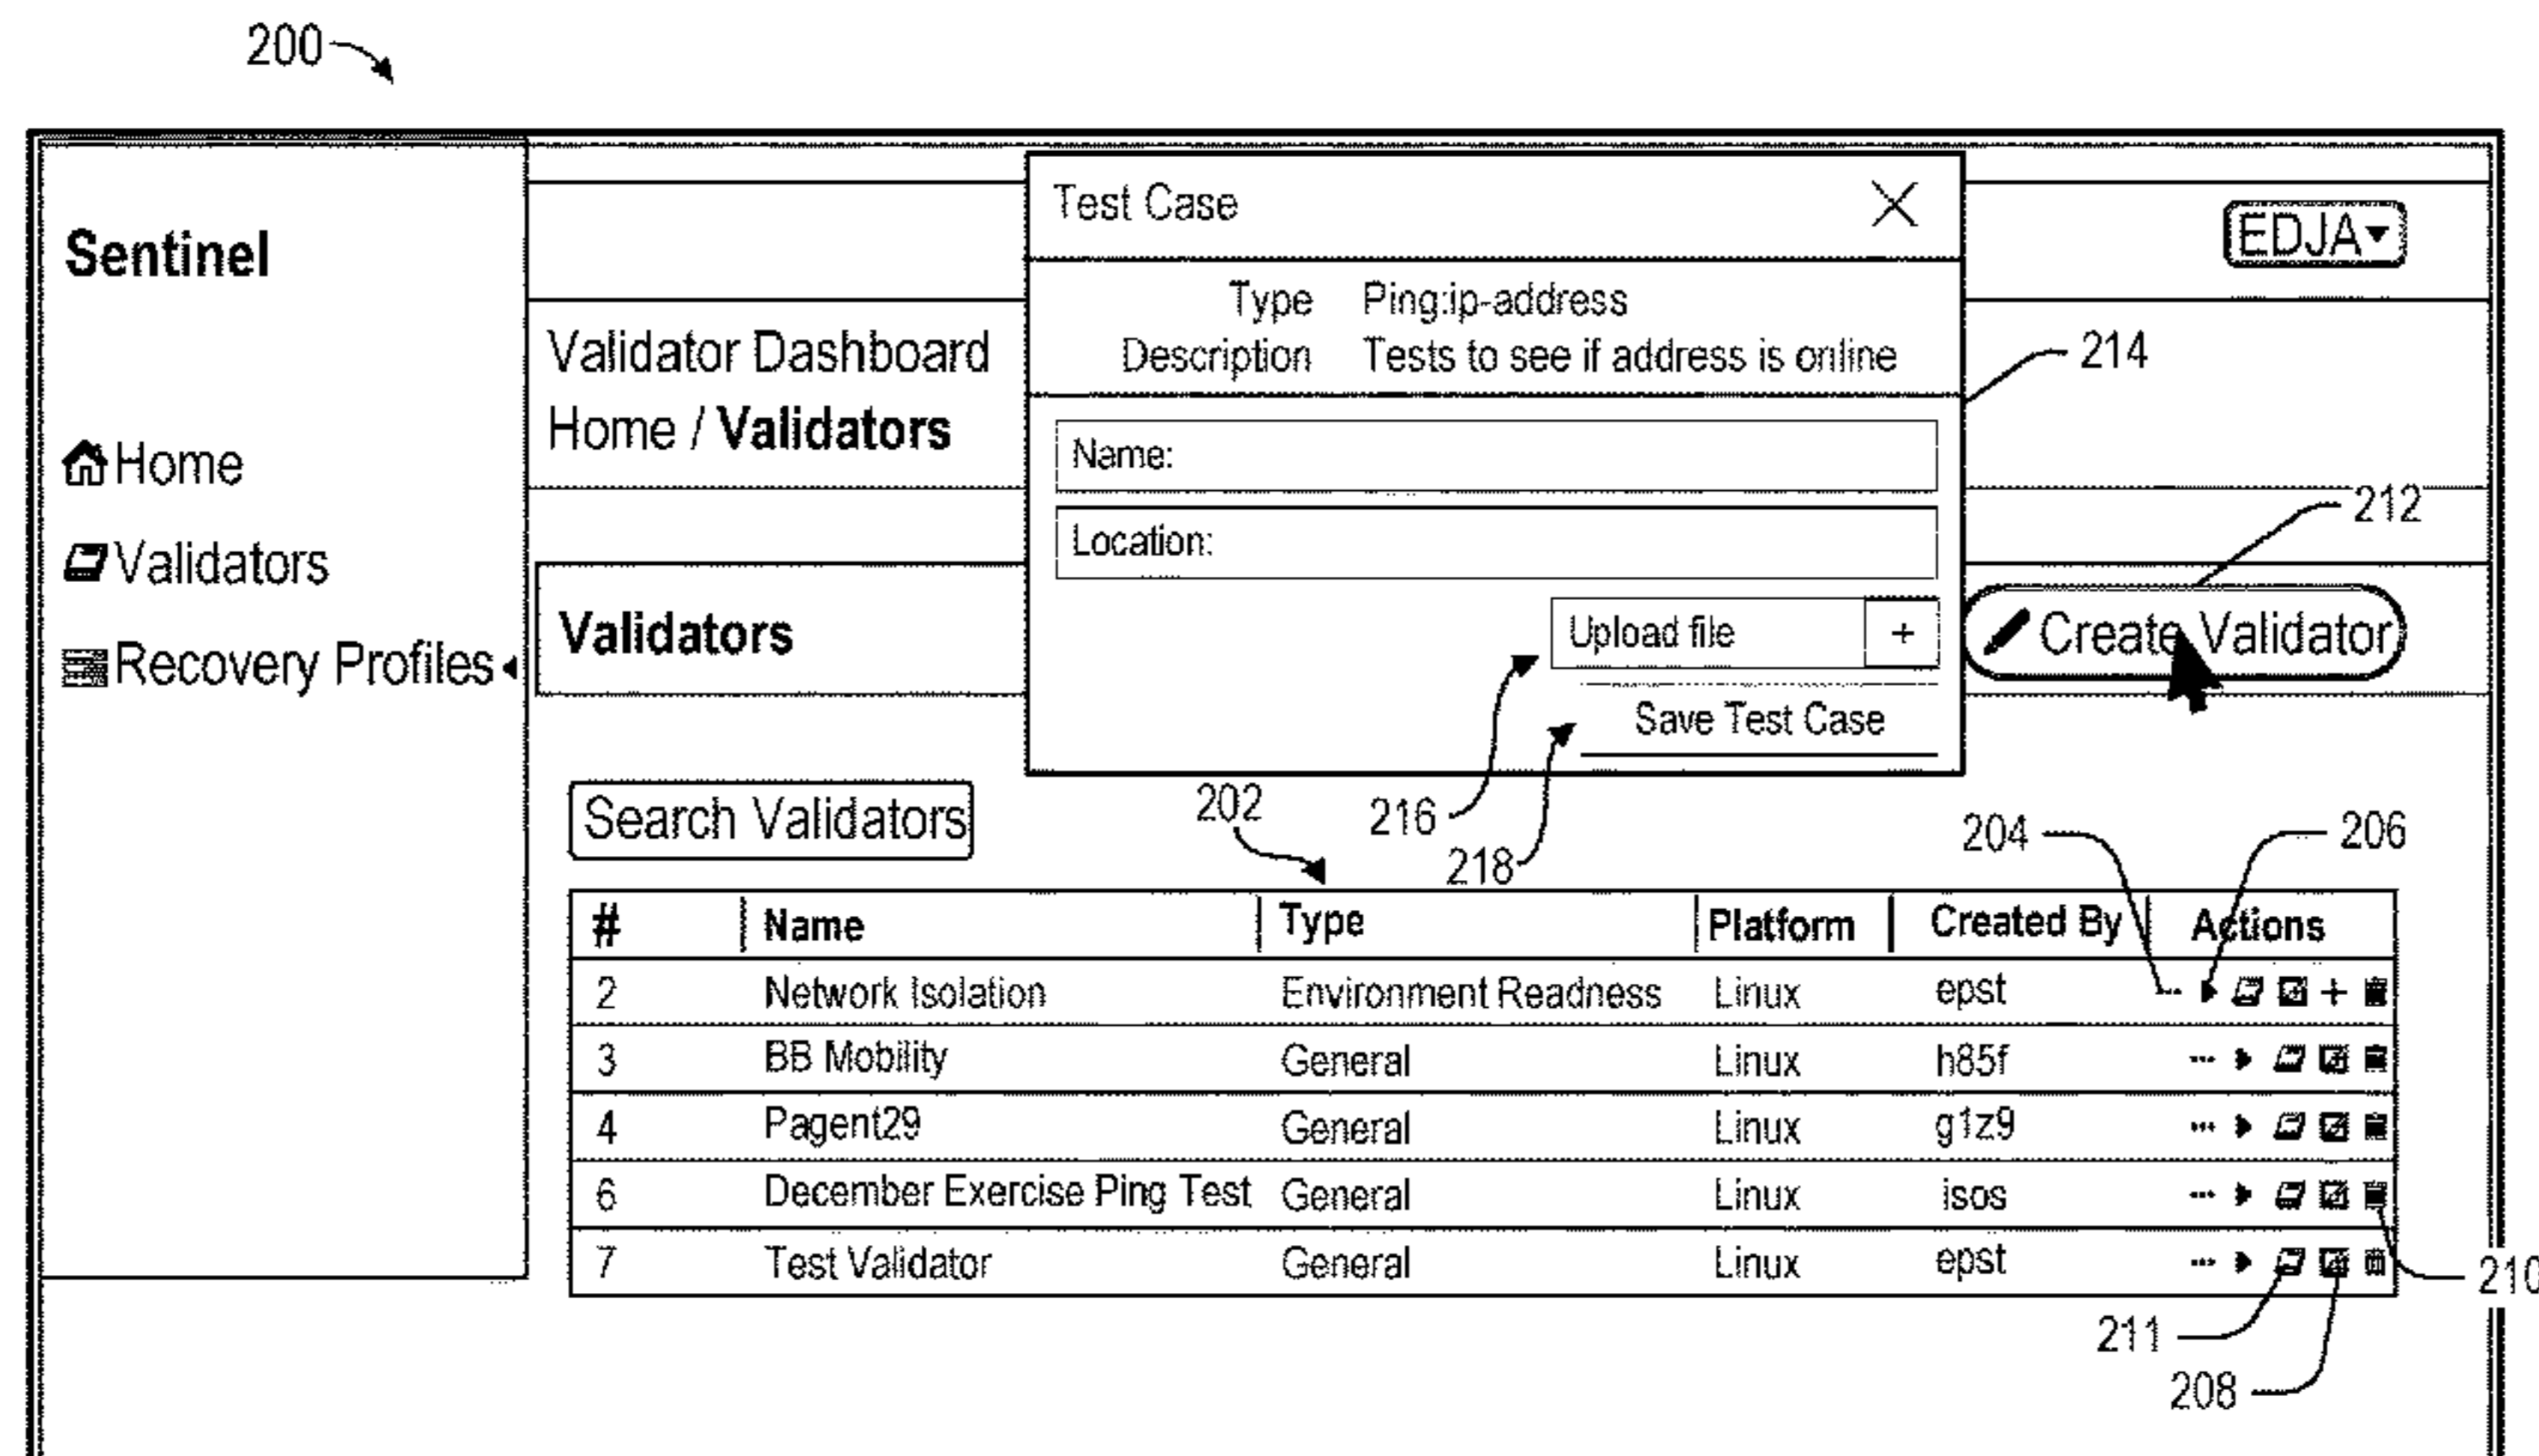 200
Sentinel
Home
Validators
Recovery Profiles
EDJA
Validator Dashboard
Home / Validators
Test Case
Type Ping:ip-address
Description Tests to see if address is online
Name:
Location:
Upload file +
Save Test Case
214
212
Validators
Create Validator
216
218
Search Validators
202
204
206
# Name Type Platform Created By Actions
2 Network Isolation Environment Readness Linux epst
3 BB Mobility General Linux h85f
4 Pagent29 General Linux g1z9
6 December Exercise Ping Test General Linux isos
7 Test Validator General Linux epst
210
211
208